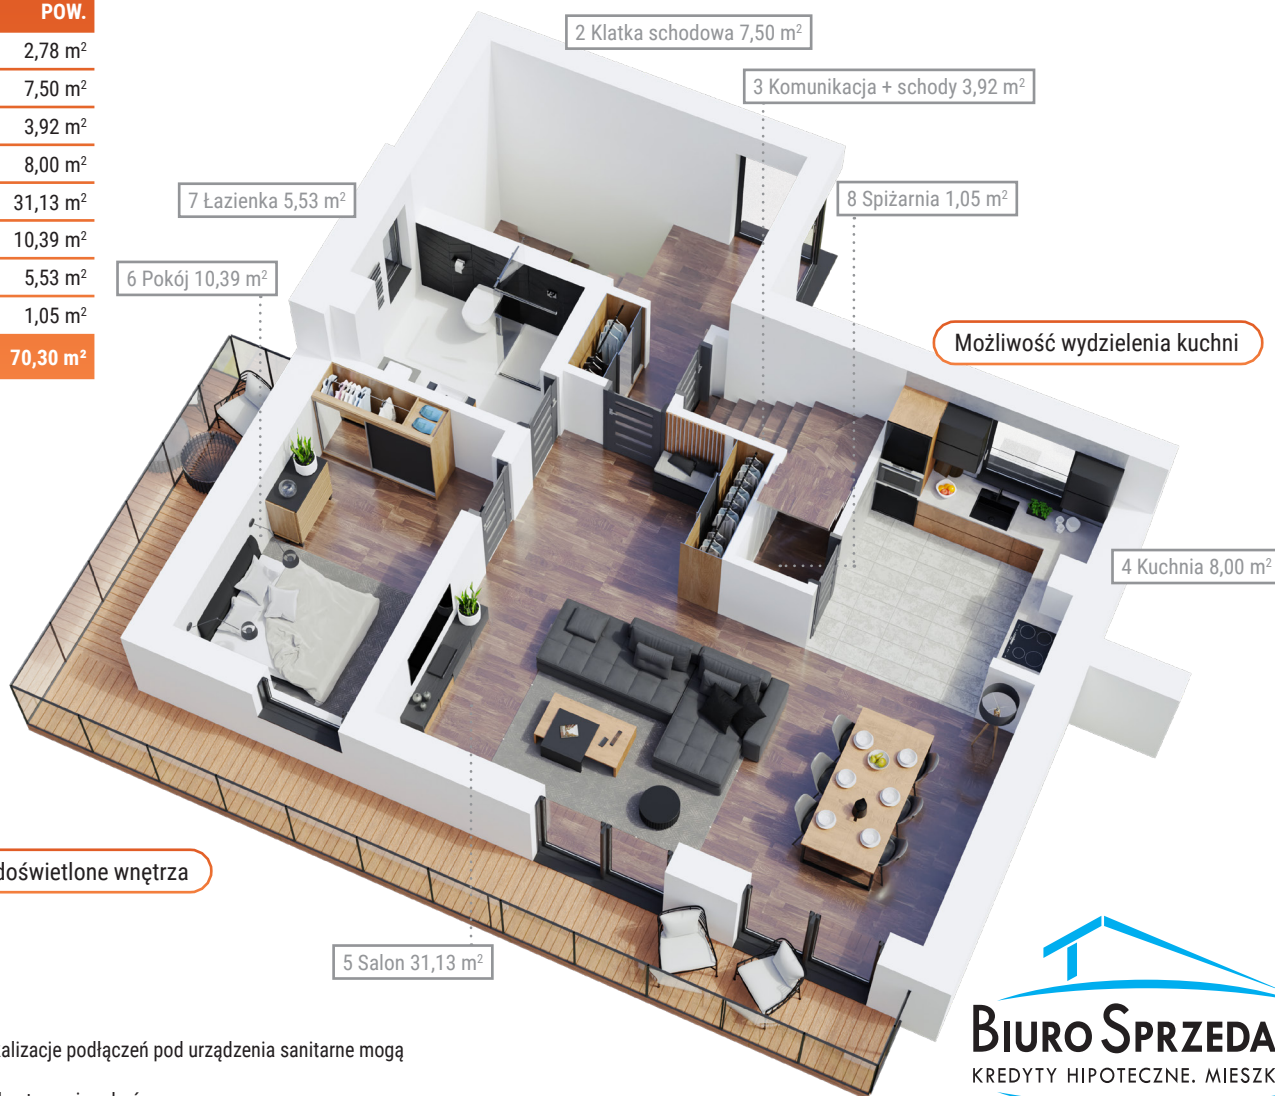 POW.
2,78 m²
7,50 m²
3,92 m²
8,00 m²
31,13 m²
10,39 m²
5,53 m²
1,05 m²
70,30 m²
2 Klatka schodowa 7,50 m²
3 Komunikacja + schody 3,92 m²
7 Łazienka 5,53 m²
8 Spiżarnia 1,05 m²
6 Pokój 10,39 m²
Możliwość wydzielenia kuchni
4 Kuchnia 8,00 m²
doświetlone wnętrza
5 Salon 31,13 m²
alizacje podłączeń pod urządzenia sanitarne mogą
BIURO SPRZEDA
KREDYTY HIPOTECZNE. MIESZK